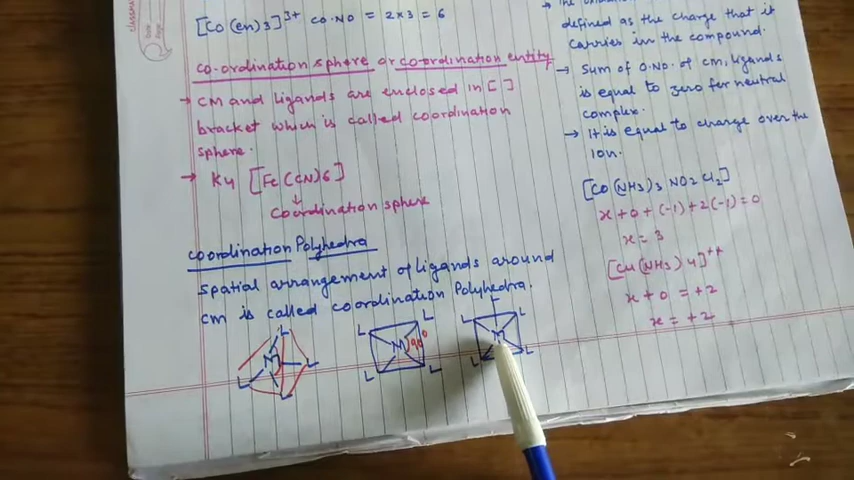 [Co(en)3]3+ CO.NO = 2x3 = 6
co-ordination sphere or co-ordination entity
→ CM and ligands are enclosed in [ ]
bracket which is called coordination
sphere.
→ K4 [Fe(CN)6]
↓
Coordination sphere
coordination Polyhedra
spatial arrangement of ligands around
CM is called coordination Polyhedra.
L
M
L
L
L
L
L
M
90°
L
L
L
L
L
M
L
L
defined as the charge that it
carries in the compound.
→ Sum of O.NO. of CM, ligands
is equal to zero for neutral
complex.
→ It is equal to charge over the
Ion.
[CO(NH3)3 NO2 Cl2]
x+0+(-1)+2(-1)=0
x = 3
[Cu(NH3)4]++
x+0 = +2
x = +2